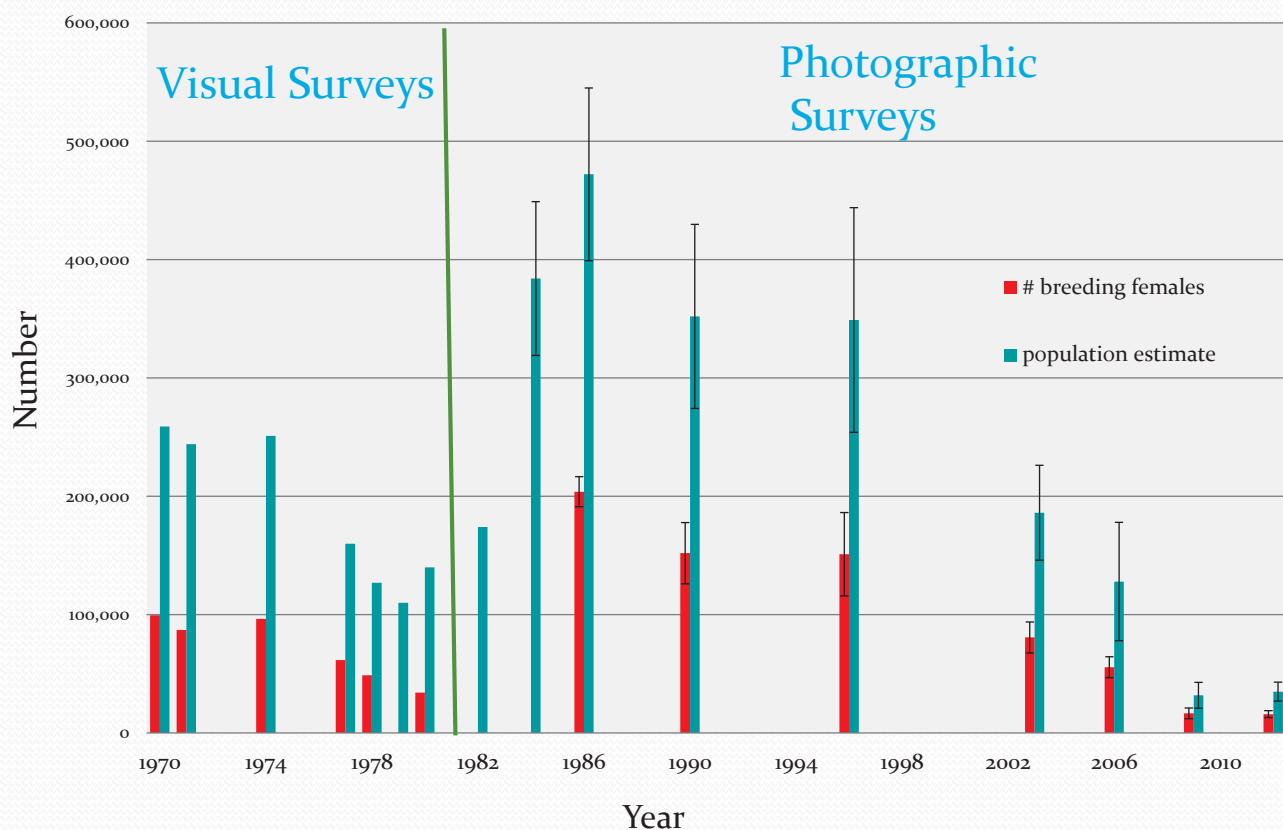 600,000
500,000
400,000
300,000
200,000
100,000
0
Number
Visual Surveys
Photographic
Surveys
# breeding females
population estimate
1970 1974 1978 1982 1986 1990 1994 1998 2002 2006 2010
Year